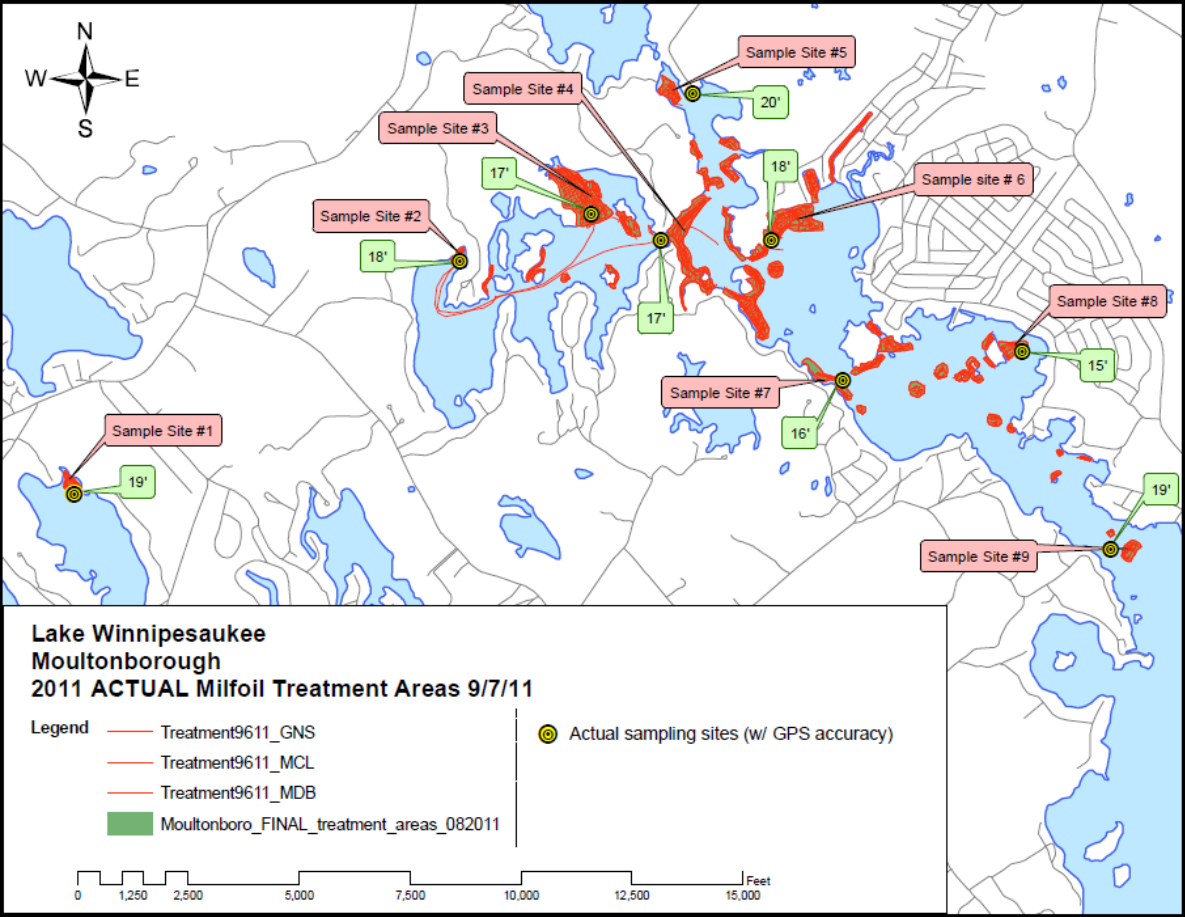 N
W E
S
Sample Site #5
Sample Site #4
20'
Sample Site #3
18'
17'
Sample site # 6
Sample Site #2
18'
17'
Sample Site #8
15'
Sample Site #7
16'
Sample Site #1
19'
19'
Sample Site #9
Lake Winnipesaukee
Moultonborough
2011 ACTUAL Milfoil Treatment Areas 9/7/11
Legend
Treatment9611_GNS
Treatment9611_MCL
Treatment9611_MDB
Moultonboro_FINAL_treatment_areas_082011
Actual sampling sites (w/ GPS accuracy)
0 1,250 2,500 5,000 7,500 10,000 12,500 15,000 Feet